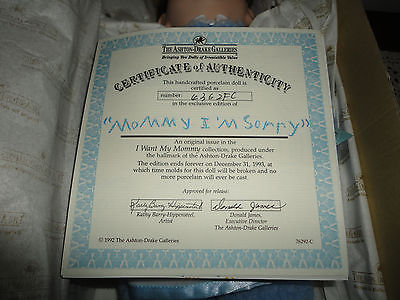 THE ASHTON-DRAKE GALLERIES
Bringing You Dolls of Irresistible Value
CERTIFICATE of AUTHENTICITY
This handcrafted porcelain doll is
certified as
number: 6362FC
in the exclusive edition of
"MoMMY I'M SORRY"
An original issue in the
I Want My Mommy collection, produced under
the hallmark of the Ashton-Drake Galleries.
The edition ends forever on December 31, 1993, at
which time molds for this doll will be broken and no
more porcelain will ever be cast.
Approved for release:
Kathy Barry-Hippensteel,
Artist
Donald James,
Executive Director
The Ashton-Drake Galleries
© 1992 The Ashton-Drake Galleries
76292-C